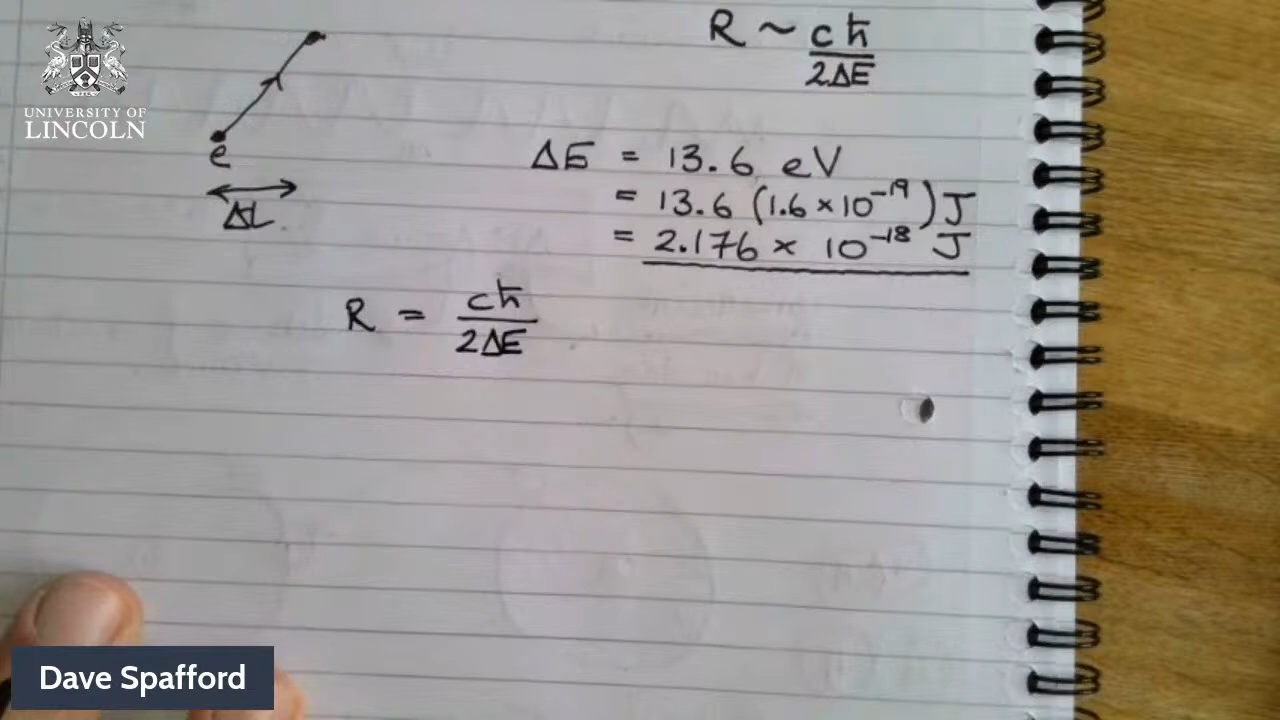 UNIVERSITY OF
LINCOLN
R ~ cħ
2ΔE
e
ΔL
ΔE = 13.6 eV
= 13.6 (1.6 × 10⁻¹⁹) J
= 2.176 × 10⁻¹⁸ J
R = cħ
2ΔE
Dave Spafford